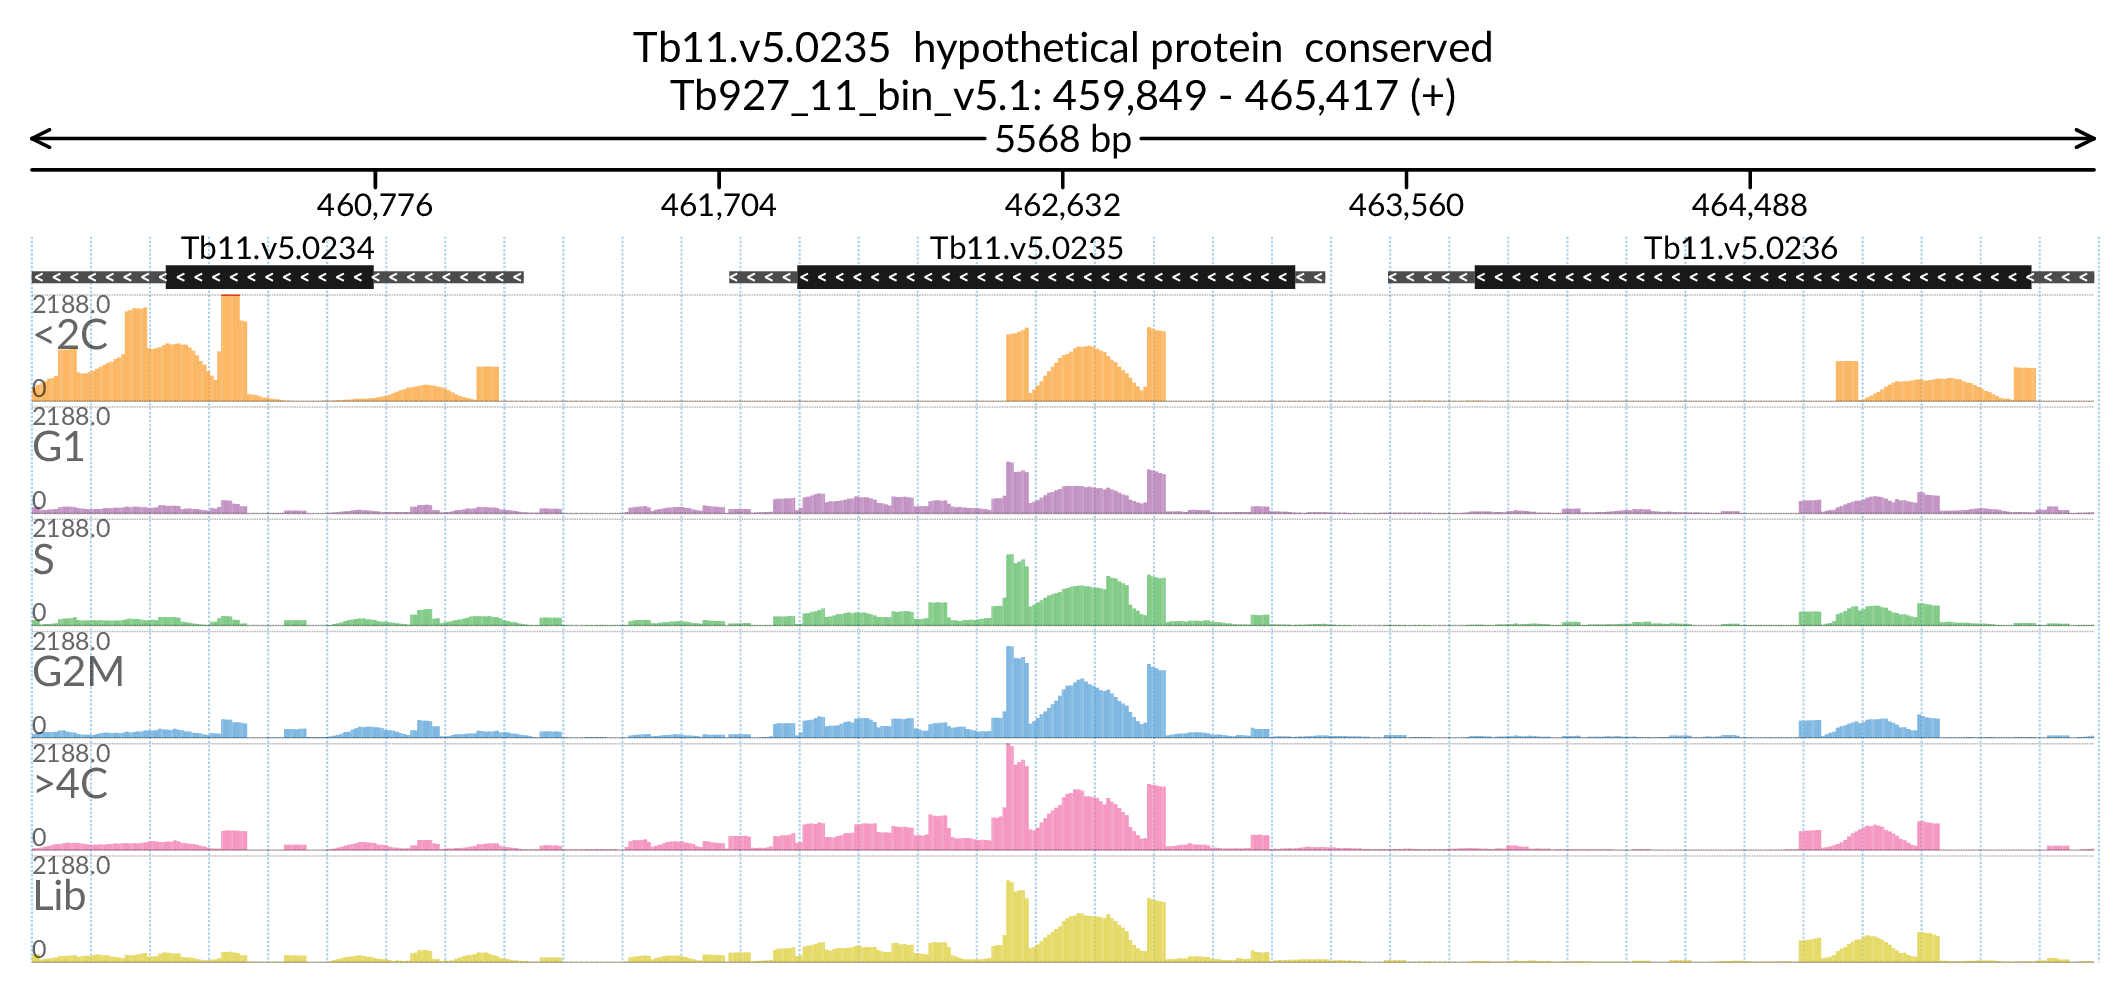 Tb11.v5.0235 hypothetical protein conserved
Tb927_11_bin_v5.1: 459,849 - 465,417 (+)
5568 bp
460,776 461,704 462,632 463,560 464,488
Tb11.v5.0234 Tb11.v5.0235 Tb11.v5.0236
2188.0
<2C
0
2188.0
G1
0
2188.0
S
0
2188.0
G2M
0
2188.0
>4C
0
2188.0
Lib
0